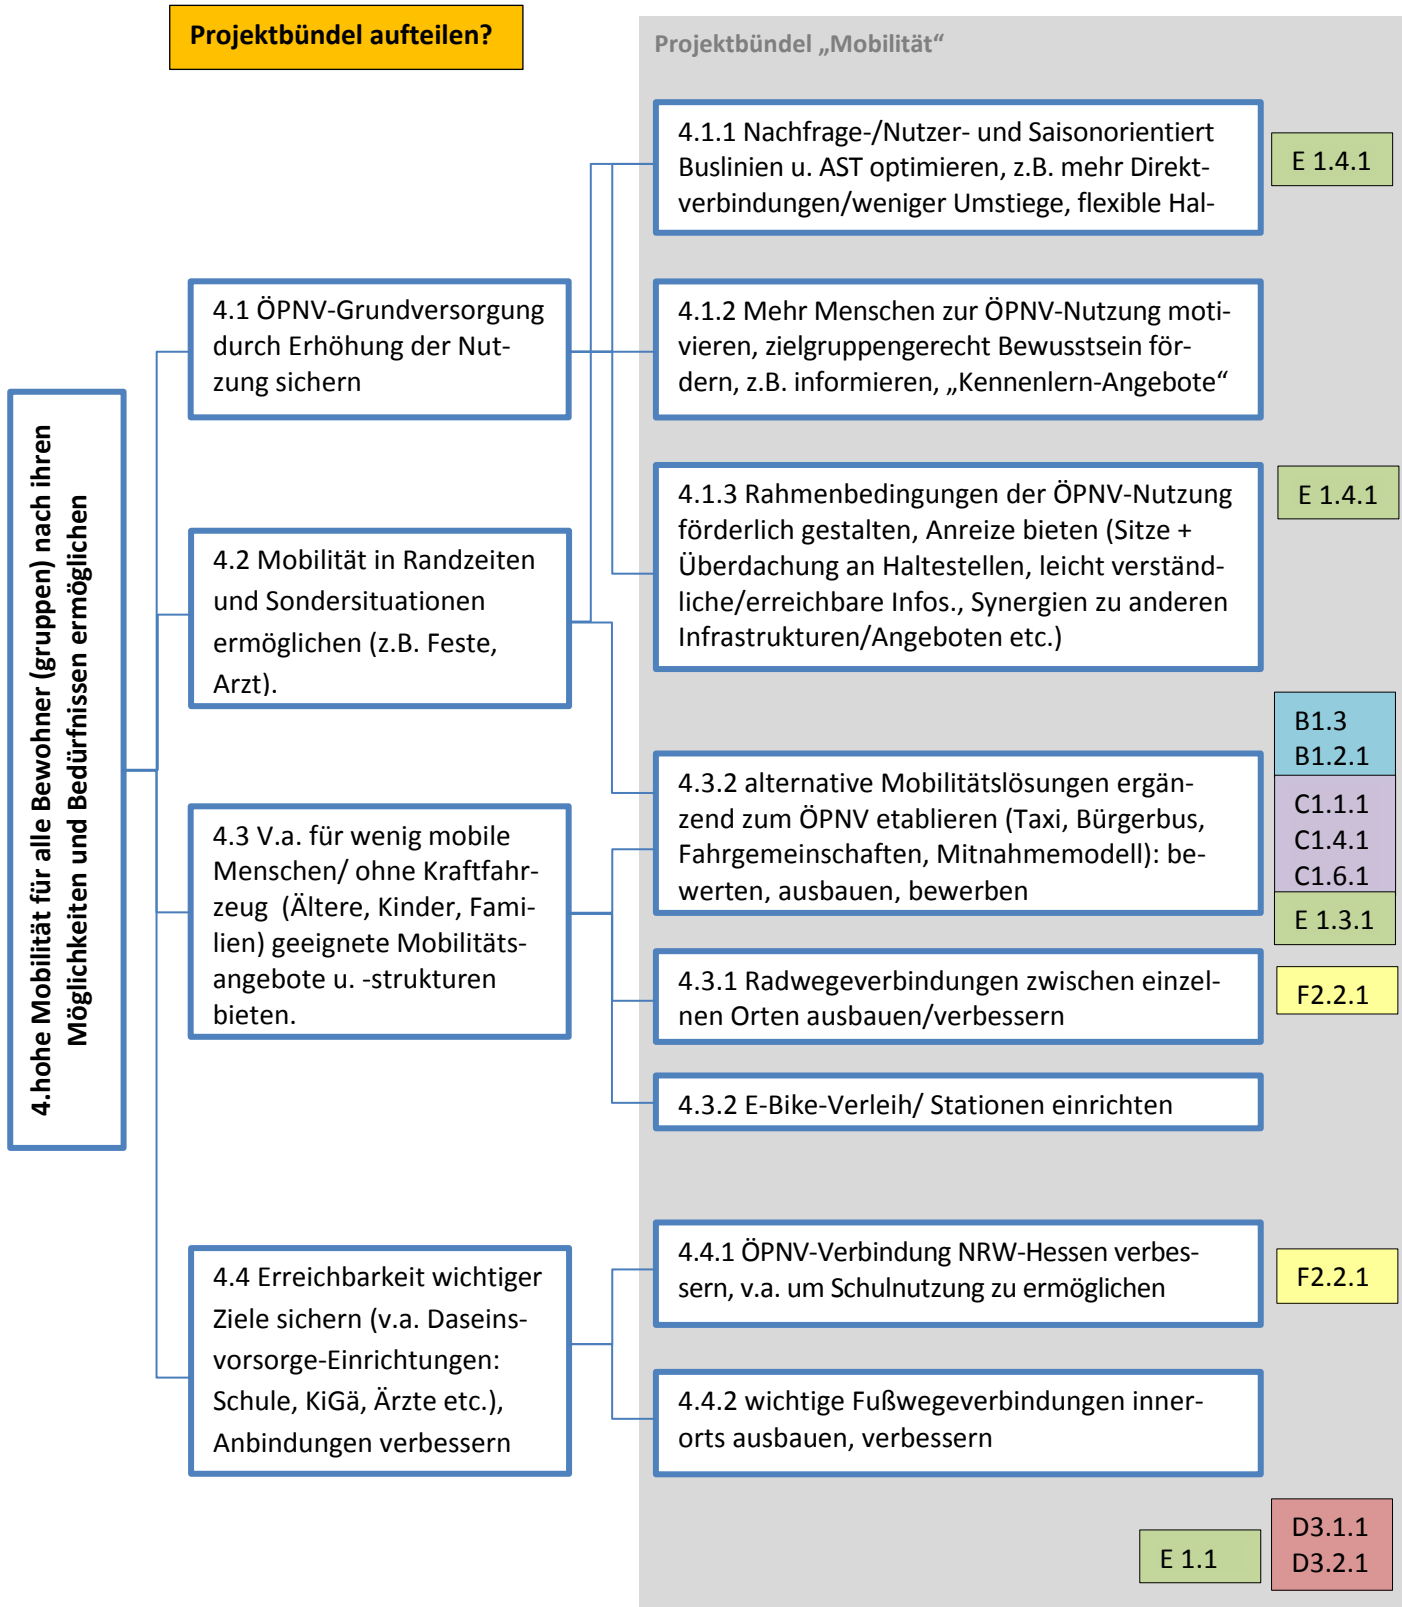 Projektbündel aufteilen?
Projektbündel „Mobilität“
4.hohe Mobilität für alle Bewohner (gruppen) nach ihren
Möglichkeiten und Bedürfnissen ermöglichen
4.1 ÖPNV-Grundversorgung
durch Erhöhung der Nut-
zung sichern
4.2 Mobilität in Randzeiten
und Sondersituationen
ermöglichen (z.B. Feste,
Arzt).
4.3 V.a. für wenig mobile
Menschen/ ohne Kraftfahr-
zeug (Ältere, Kinder, Fami-
lien) geeignete Mobilitäts-
angebote u. -strukturen
bieten.
4.4 Erreichbarkeit wichtiger
Ziele sichern (v.a. Daseins-
vorsorge-Einrichtungen:
Schule, KiGä, Ärzte etc.),
Anbindungen verbessern
4.1.1 Nachfrage-/Nutzer- und Saisonorientiert
Buslinien u. AST optimieren, z.B. mehr Direkt-
verbindungen/weniger Umstiege, flexible Hal-
E 1.4.1
4.1.2 Mehr Menschen zur ÖPNV-Nutzung moti-
vieren, zielgruppengerecht Bewusstsein för-
dern, z.B. informieren, „Kennenlern-Angebote“
4.1.3 Rahmenbedingungen der ÖPNV-Nutzung
förderlich gestalten, Anreize bieten (Sitze +
Überdachung an Haltestellen, leicht verständ-
liche/erreichbare Infos., Synergien zu anderen
Infrastrukturen/Angeboten etc.)
E 1.4.1
4.3.2 alternative Mobilitätslösungen ergän-
zend zum ÖPNV etablieren (Taxi, Bürgerbus,
Fahrgemeinschaften, Mitnahmemodell): be-
werten, ausbauen, bewerben
B1.3
B1.2.1
C1.1.1
C1.4.1
C1.6.1
E 1.3.1
4.3.1 Radwegeverbindungen zwischen einzel-
nen Orten ausbauen/verbessern
F2.2.1
4.3.2 E-Bike-Verleih/ Stationen einrichten
4.4.1 ÖPNV-Verbindung NRW-Hessen verbes-
sern, v.a. um Schulnutzung zu ermöglichen
F2.2.1
4.4.2 wichtige Fußwegeverbindungen inner-
orts ausbauen, verbessern
E 1.1
D3.1.1
D3.2.1